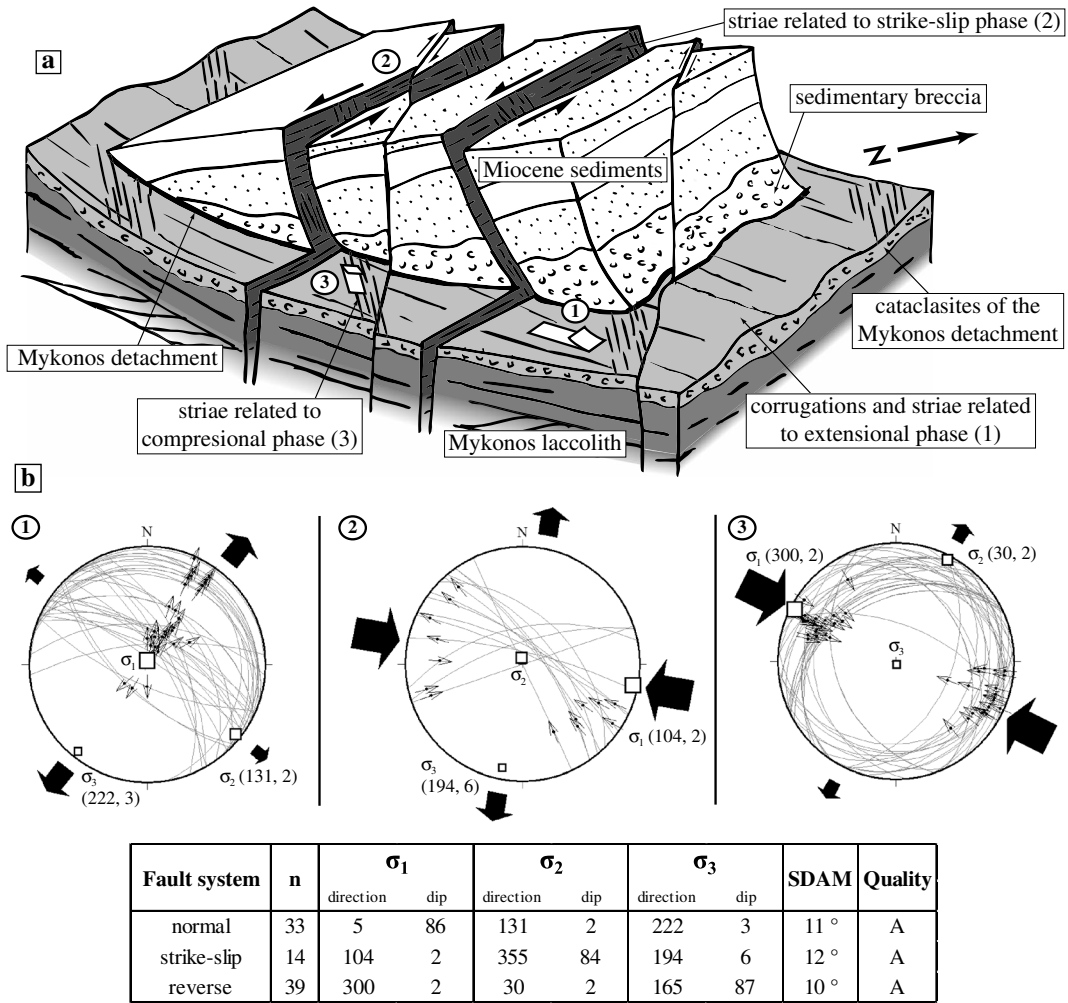 a
striae related to strike-slip phase (2)
2
sedimentary breccia
N
Miocene sediments
3
1
Mykonos detachment
cataclasites of the
Mykonos detachment
striae related to
compresional phase (3)
Mykonos laccolith
corrugations and striae related
to extensional phase (1)
b
1
N
σ1
σ2 (131, 2)
σ3
(222, 3)
2
N
σ2
σ1 (104, 2)
σ3
(194, 6)
3
N
σ1 (300, 2)
σ2 (30, 2)
σ3
Fault system n σ1 σ2 σ3 SDAM Quality
direction dip direction dip direction dip
normal 33 5 86 131 2 222 3 11 ° A
strike-slip 14 104 2 355 84 194 6 12 ° A
reverse 39 300 2 30 2 165 87 10 ° A